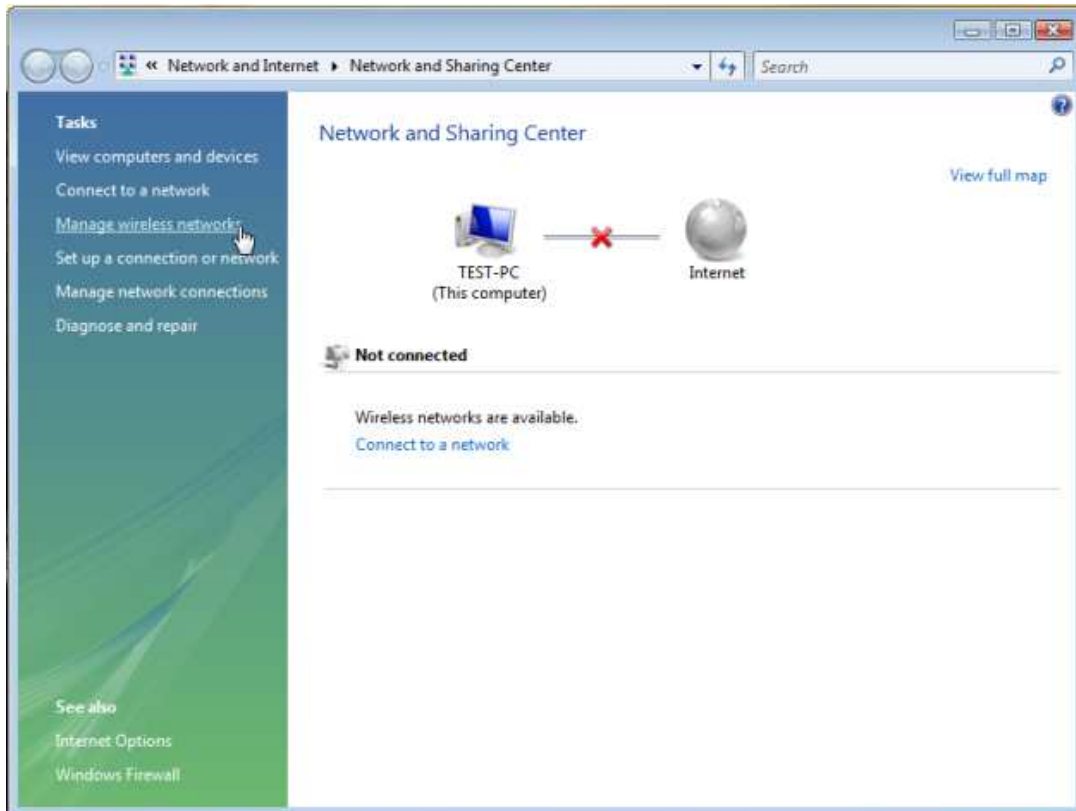 « Network and Internet ▸ Network and Sharing Center
Search
Tasks
View computers and devices
Connect to a network
Manage wireless networks
Set up a connection or network
Manage network connections
Diagnose and repair
See also
Internet Options
Windows Firewall
Network and Sharing Center
View full map
TEST-PC
(This computer)
Internet
Not connected
Wireless networks are available.
Connect to a network